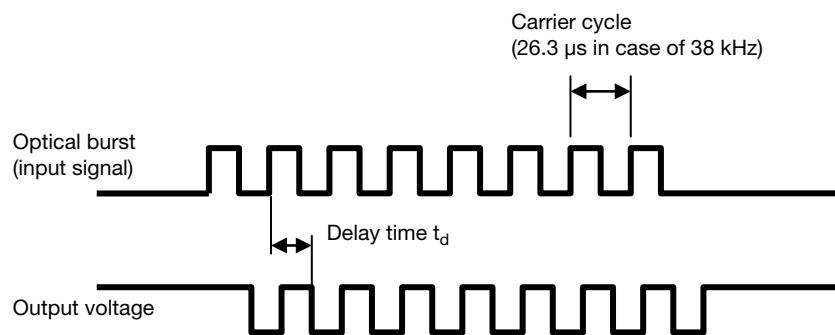 Carrier cycle
(26.3 µs in case of 38 kHz)
Optical burst
(input signal)
Delay time td
Output voltage